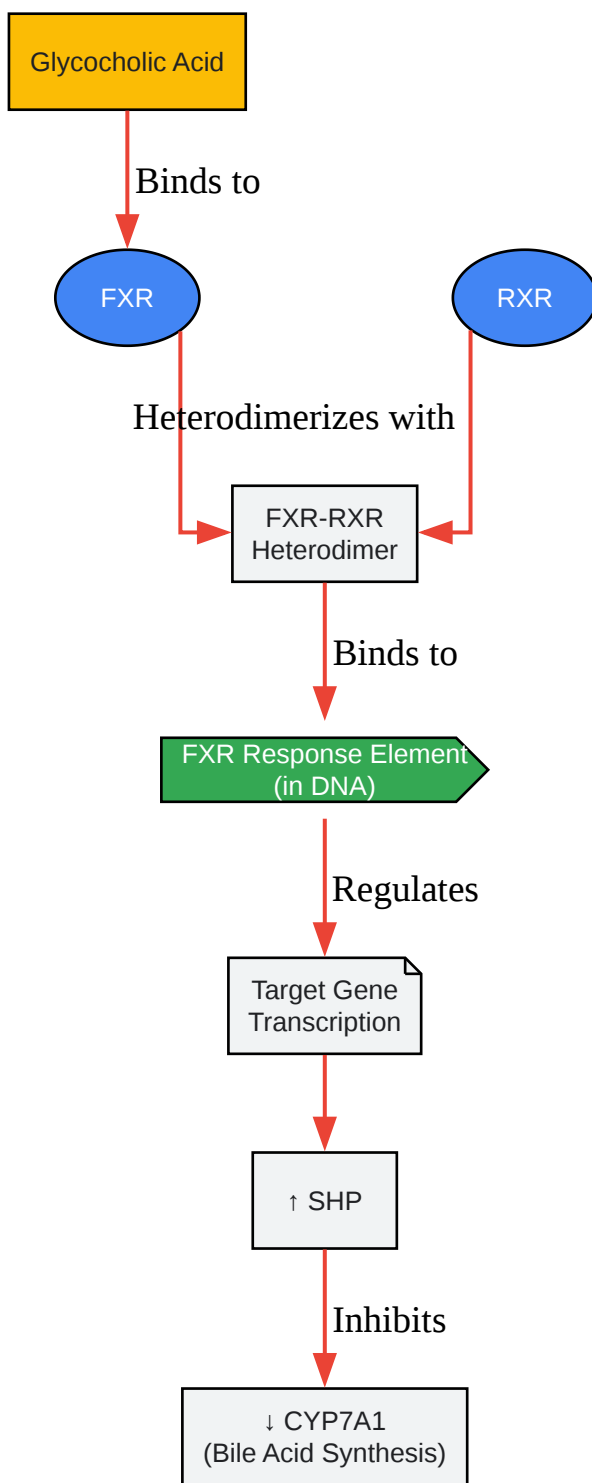 Glycocholic Acid
Binds to
FXR
RXR
Heterodimerizes with
FXR-RXR
Heterodimer
Binds to
FXR Response Element
(in DNA)
Regulates
Target Gene
Transcription
↑ SHP
Inhibits
↓ CYP7A1
(Bile Acid Synthesis)